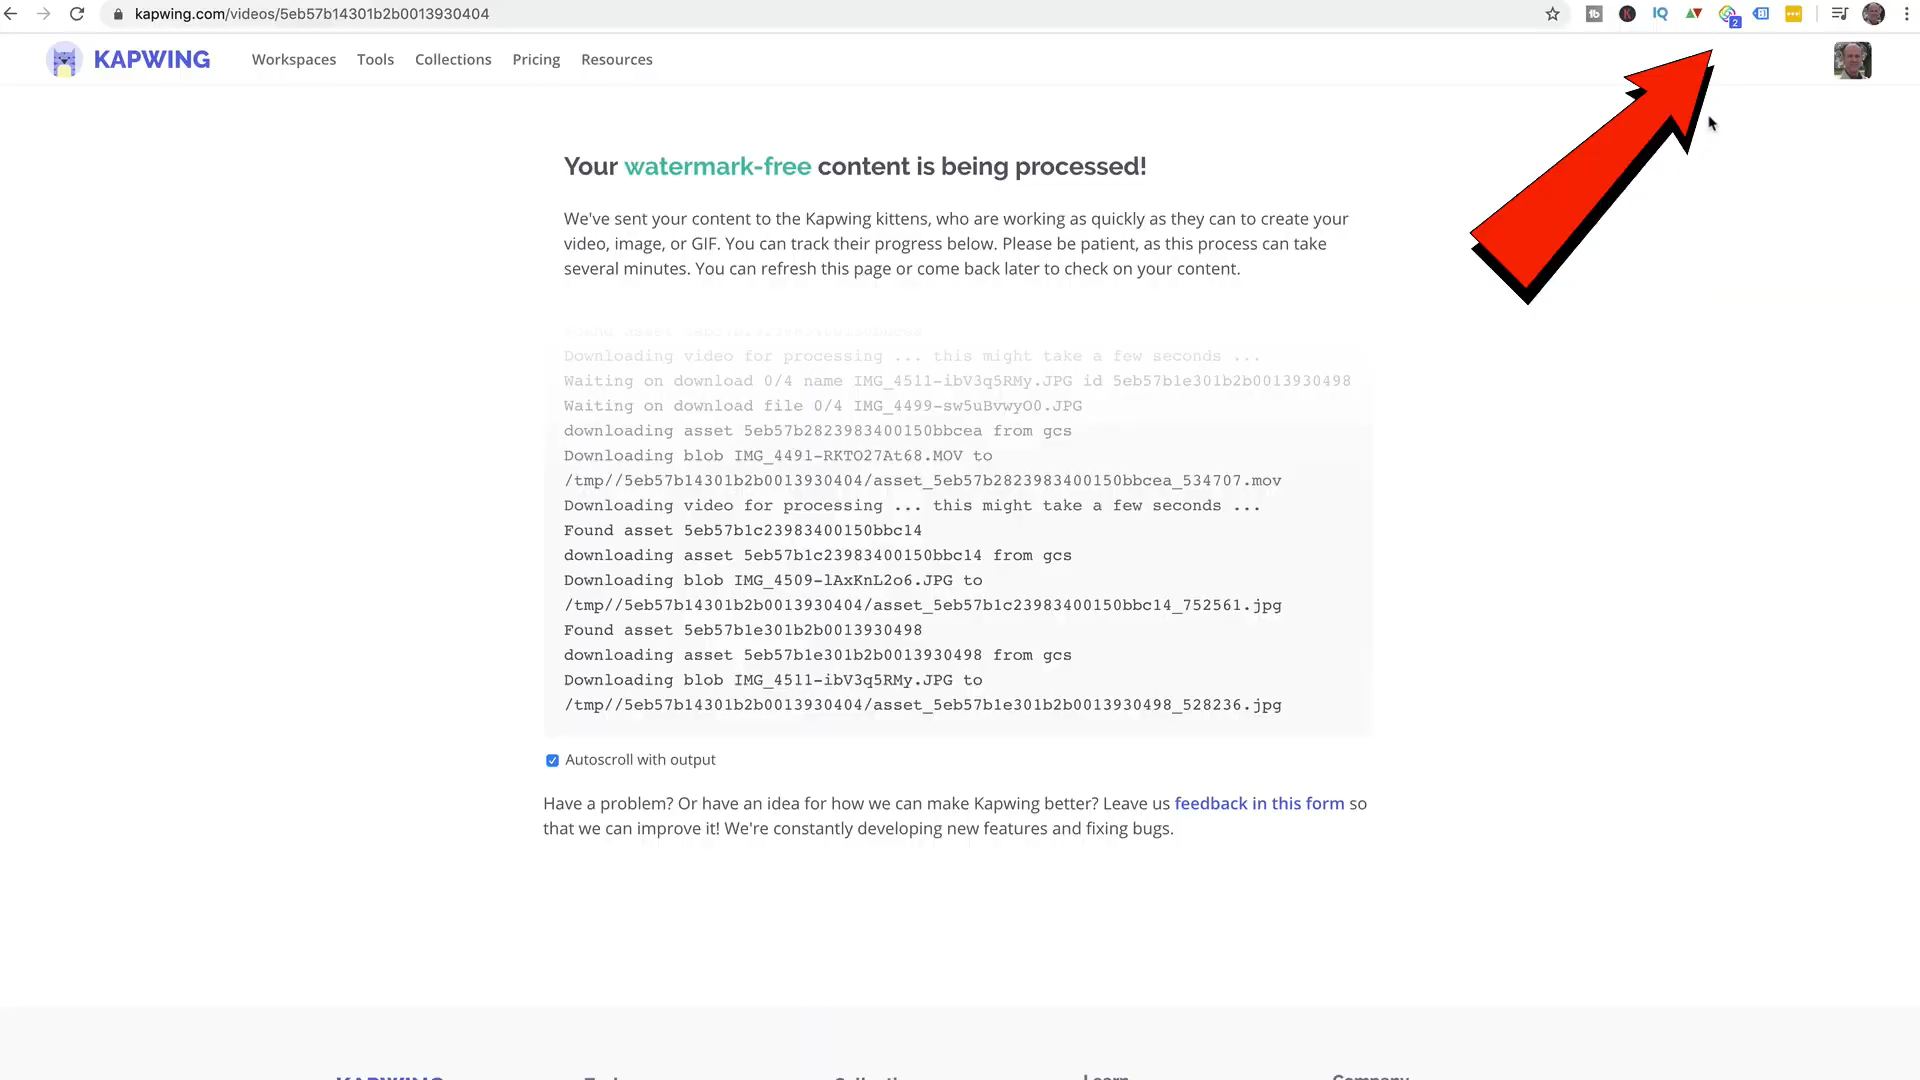 kapwing.com/videos/5eb57b14301b2b0013930404
tb
K
IQ
2
KAPWING
Workspaces
Tools
Collections
Pricing
Resources
Your watermark-free content is being processed!
We've sent your content to the Kapwing kittens, who are working as quickly as they can to create your
video, image, or GIF. You can track their progress below. Please be patient, as this process can take
several minutes. You can refresh this page or come back later to check on your content.
Found asset
Downloading video for processing ... this might take a few seconds ...
Waiting on download 0/4 name IMG_4511-ibV3q5RMy.JPG id 5eb57b1e301b2b0013930498
Waiting on download file 0/4 IMG_4499-sw5uBvwyO0.JPG
downloading asset 5eb57b2823983400150bbcea from gcs
Downloading blob IMG_4491-RKTO27At68.MOV to
/tmp//5eb57b14301b2b0013930404/asset_5eb57b2823983400150bbcea_534707.mov
Downloading video for processing ... this might take a few seconds ...
Found asset 5eb57b1c23983400150bbc14
downloading asset 5eb57b1c23983400150bbc14 from gcs
Downloading blob IMG_4509-lAxKnL2o6.JPG to
/tmp//5eb57b14301b2b0013930404/asset_5eb57b1c23983400150bbc14_752561.jpg
Found asset 5eb57b1e301b2b0013930498
downloading asset 5eb57b1e301b2b0013930498 from gcs
Downloading blob IMG_4511-ibV3q5RMy.JPG to
/tmp//5eb57b14301b2b0013930404/asset_5eb57b1e301b2b0013930498_528236.jpg
Autoscroll with output
Have a problem? Or have an idea for how we can make Kapwing better? Leave us feedback in this form so
that we can improve it! We're constantly developing new features and fixing bugs.
KAPWING
Learn
Company